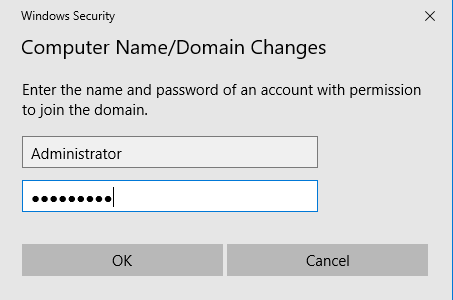 Windows Security
Computer Name/Domain Changes
Enter the name and password of an account with permission
to join the domain.
Administrator
●●●●●●●●●
OK
Cancel